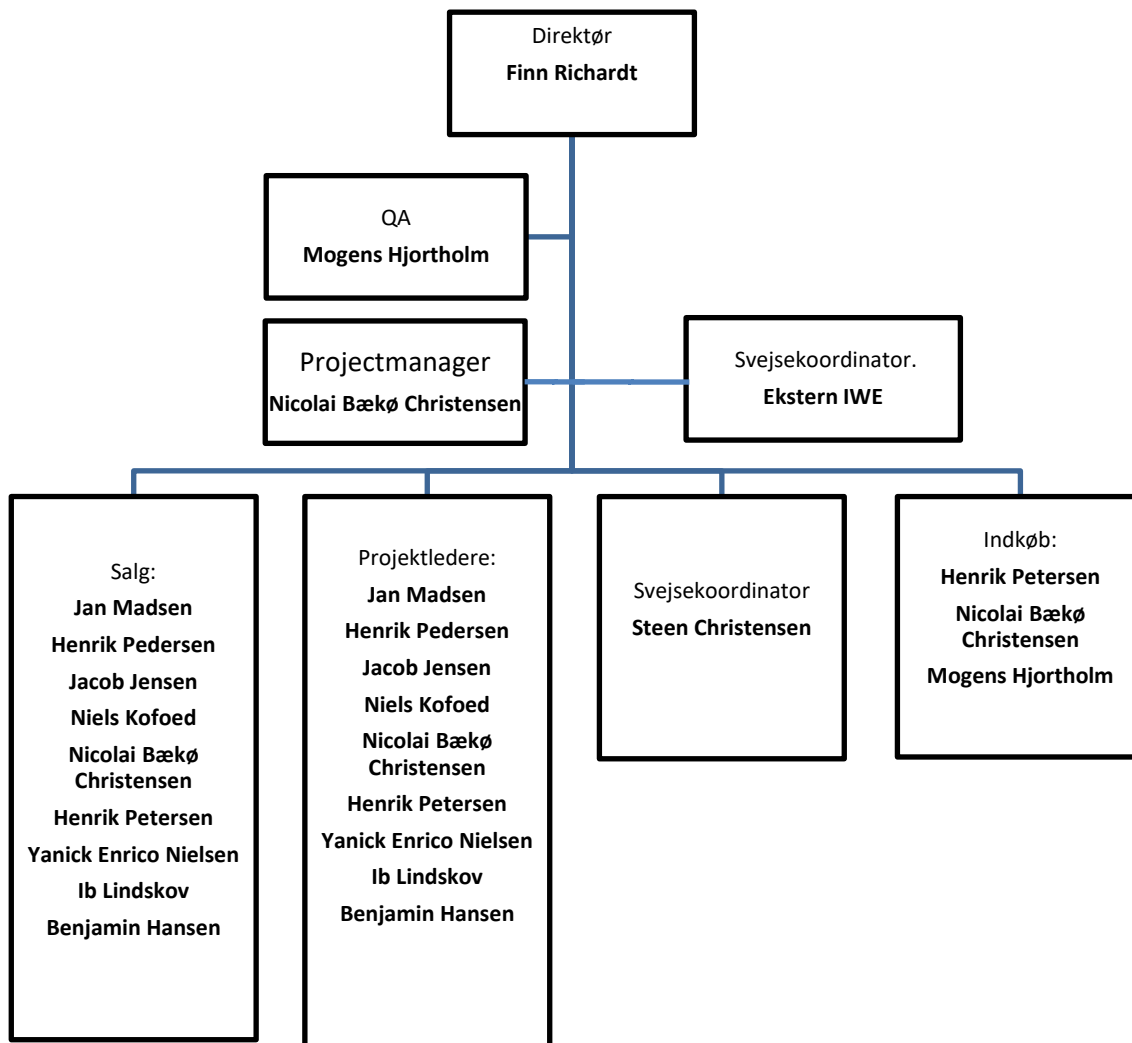 Direktør
Finn Richardt
QA
Mogens Hjortholm
Projectmanager
Nicolai Bækø Christensen
Svejsekoordinator.
Ekstern IWE
Salg:
Jan Madsen
Henrik Pedersen
Jacob Jensen
Niels Kofoed
Nicolai Bækø
Christensen
Henrik Petersen
Yanick Enrico Nielsen
Ib Lindskov
Benjamin Hansen
Projektledere:
Jan Madsen
Henrik Pedersen
Jacob Jensen
Niels Kofoed
Nicolai Bækø
Christensen
Henrik Petersen
Yanick Enrico Nielsen
Ib Lindskov
Benjamin Hansen
Svejsekoordinator
Steen Christensen
Indkøb:
Henrik Petersen
Nicolai Bækø
Christensen
Mogens Hjortholm